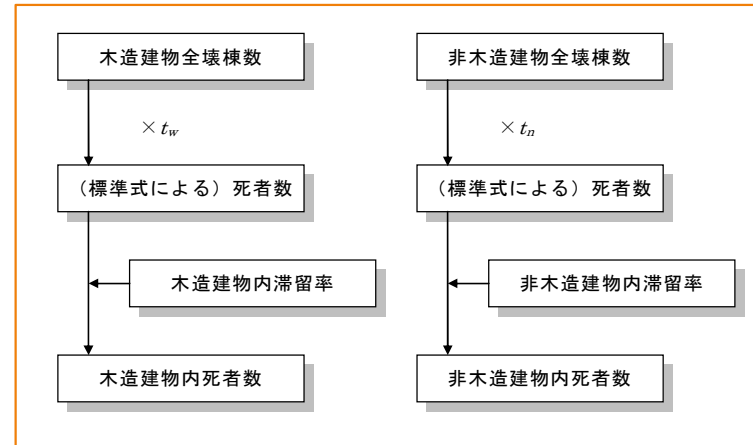 木造建物全壊棟数
× tw
（標準式による）死者数
木造建物内滞留率
木造建物内死者数
非木造建物全壊棟数
× tn
（標準式による）死者数
非木造建物内滞留率
非木造建物内死者数